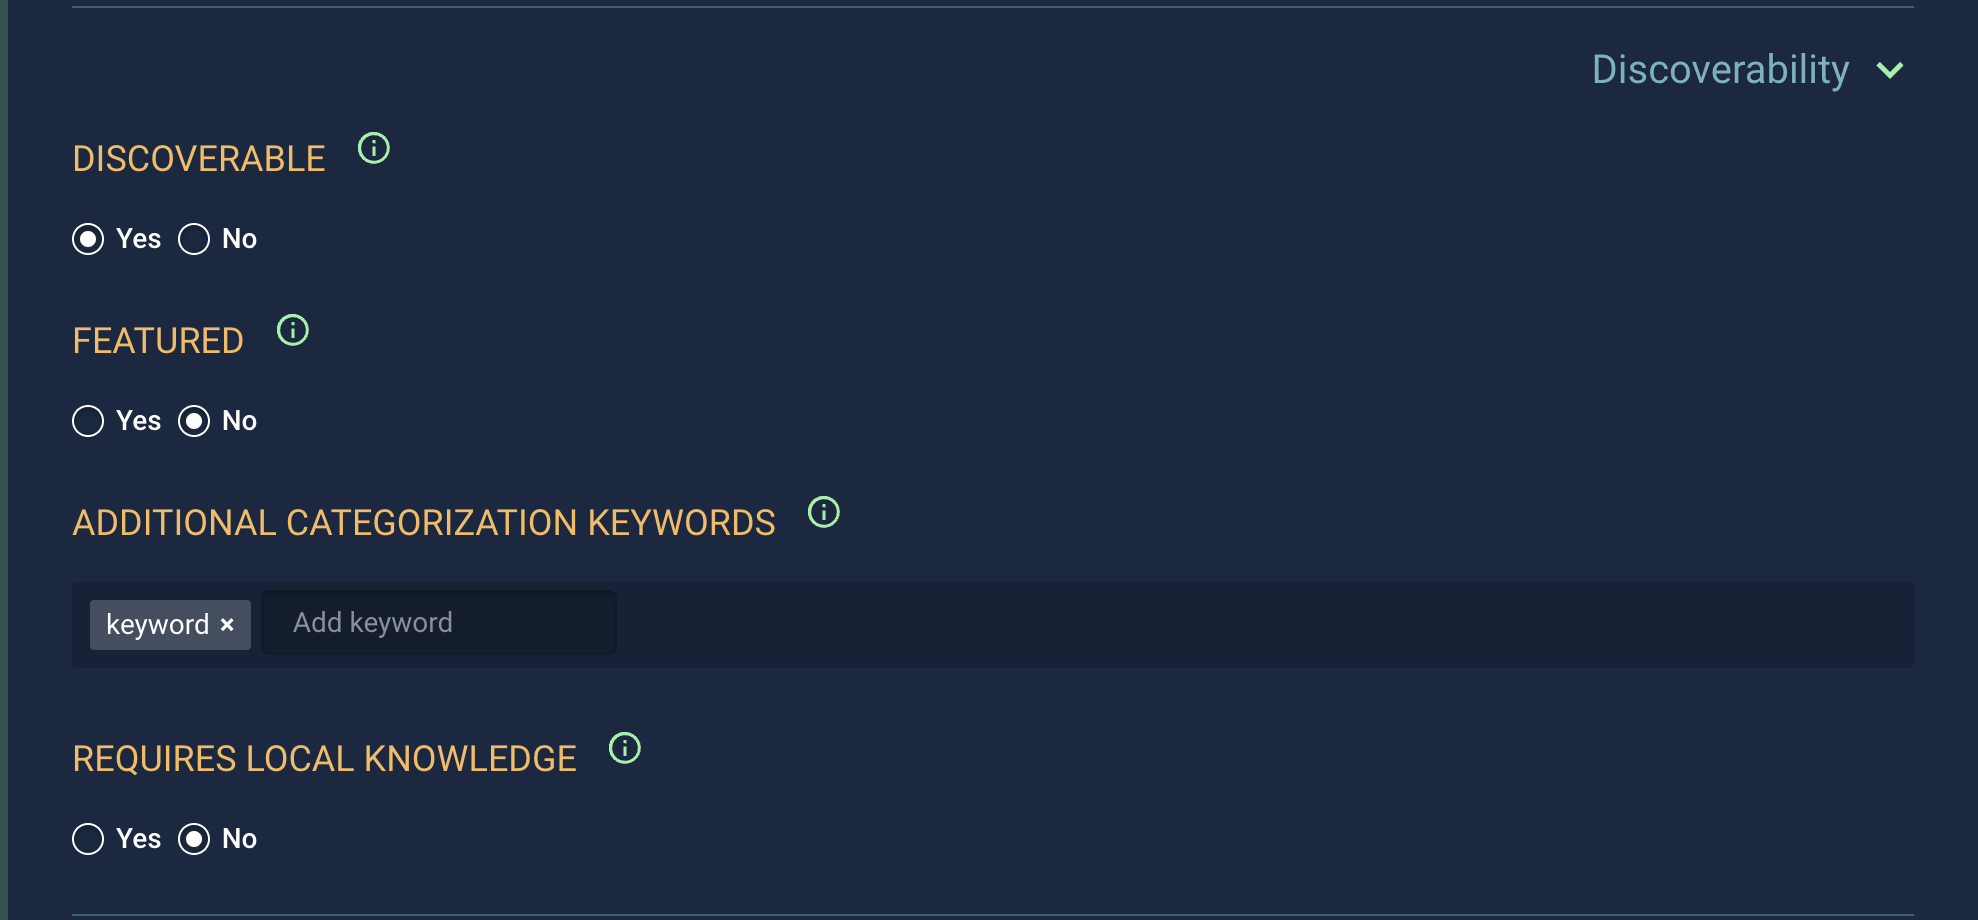 Discoverability
DISCOVERABLE
Yes No
FEATURED
Yes No
ADDITIONAL CATEGORIZATION KEYWORDS
keyword × Add keyword
REQUIRES LOCAL KNOWLEDGE
Yes No